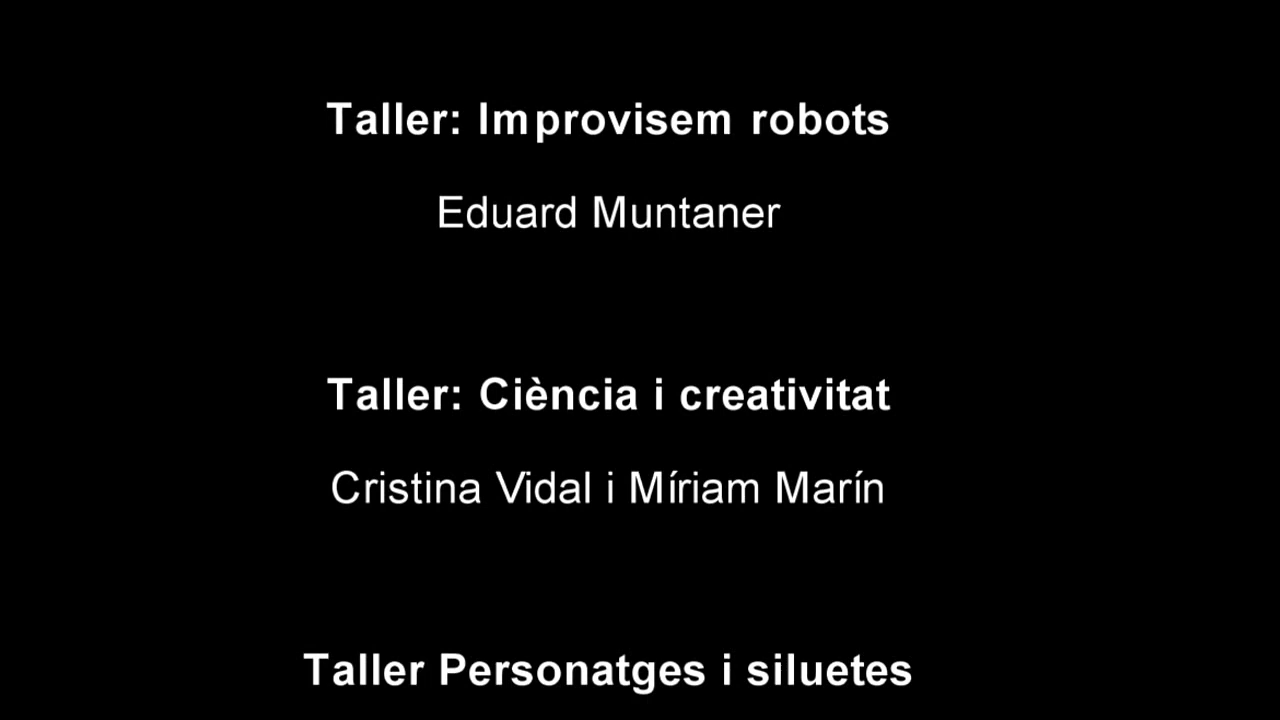 Taller: Improvisem robots
Eduard Muntaner
Taller: Ciència i creativitat
Cristina Vidal i Míriam Marín
Taller Personatges i siluetes